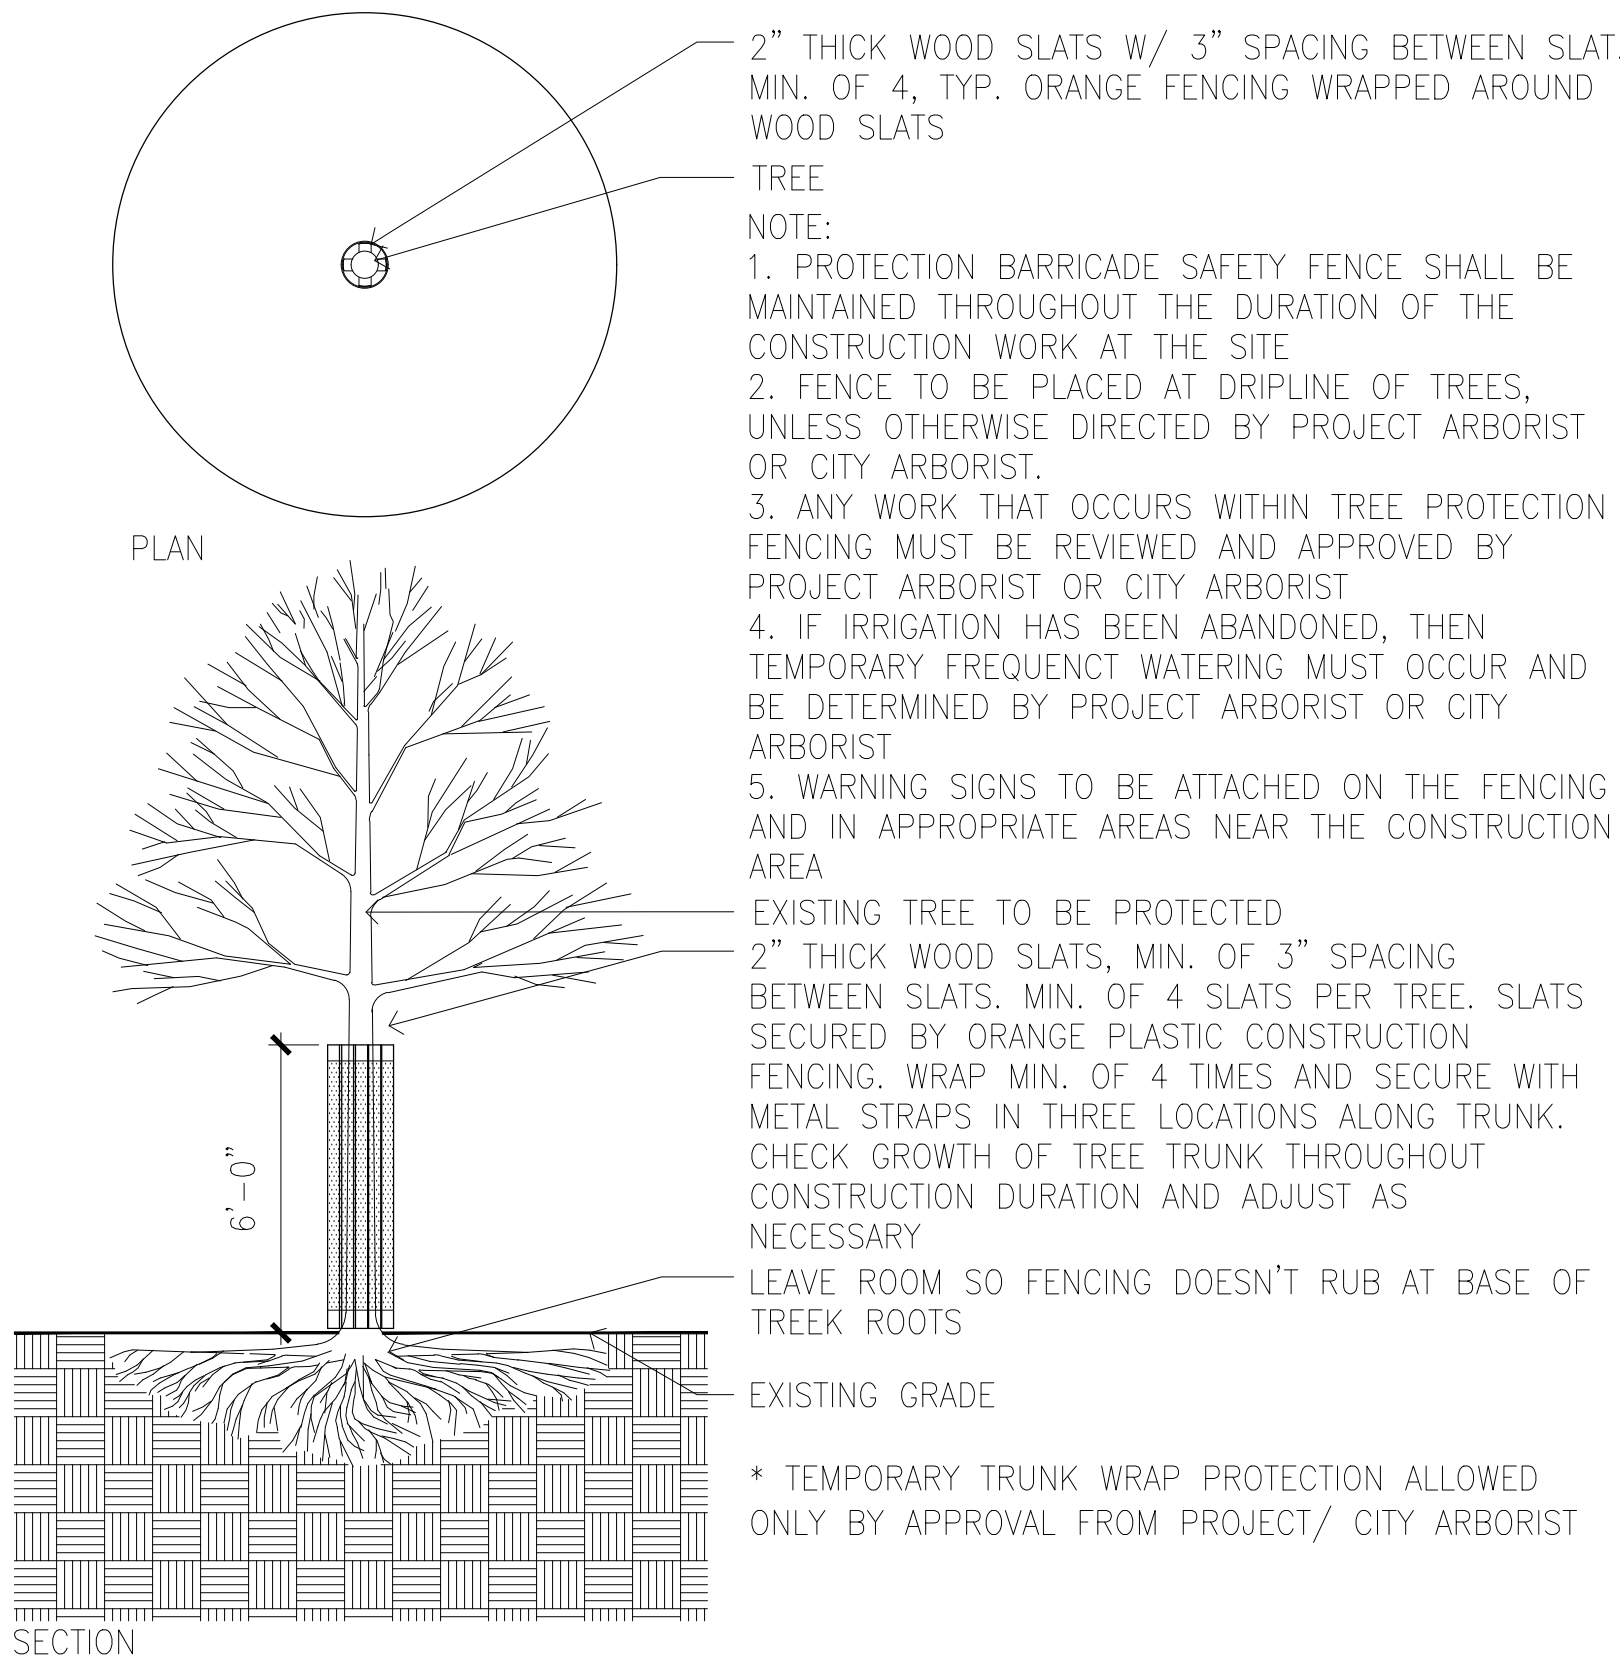 2” THICK WOOD SLATS W/ 3” SPACING BETWEEN SLAT.
MIN. OF 4, TYP. ORANGE FENCING WRAPPED AROUND
WOOD SLATS
TREE
NOTE:
1. PROTECTION BARRICADE SAFETY FENCE SHALL BE
MAINTAINED THROUGHOUT THE DURATION OF THE
CONSTRUCTION WORK AT THE SITE
2. FENCE TO BE PLACED AT DRIPLINE OF TREES,
UNLESS OTHERWISE DIRECTED BY PROJECT ARBORIST
OR CITY ARBORIST.
3. ANY WORK THAT OCCURS WITHIN TREE PROTECTION
FENCING MUST BE REVIEWED AND APPROVED BY
PROJECT ARBORIST OR CITY ARBORIST
4. IF IRRIGATION HAS BEEN ABANDONED, THEN
TEMPORARY FREQUENCT WATERING MUST OCCUR AND
BE DETERMINED BY PROJECT ARBORIST OR CITY
ARBORIST
5. WARNING SIGNS TO BE ATTACHED ON THE FENCING
AND IN APPROPRIATE AREAS NEAR THE CONSTRUCTION
AREA
PLAN
EXISTING TREE TO BE PROTECTED
2” THICK WOOD SLATS, MIN. OF 3” SPACING
BETWEEN SLATS. MIN. OF 4 SLATS PER TREE. SLATS
SECURED BY ORANGE PLASTIC CONSTRUCTION
FENCING. WRAP MIN. OF 4 TIMES AND SECURE WITH
METAL STRAPS IN THREE LOCATIONS ALONG TRUNK.
CHECK GROWTH OF TREE TRUNK THROUGHOUT
CONSTRUCTION DURATION AND ADJUST AS
NECESSARY
6’-0”
LEAVE ROOM SO FENCING DOESN’T RUB AT BASE OF
TREEK ROOTS
EXISTING GRADE
* TEMPORARY TRUNK WRAP PROTECTION ALLOWED
ONLY BY APPROVAL FROM PROJECT/ CITY ARBORIST
SECTION